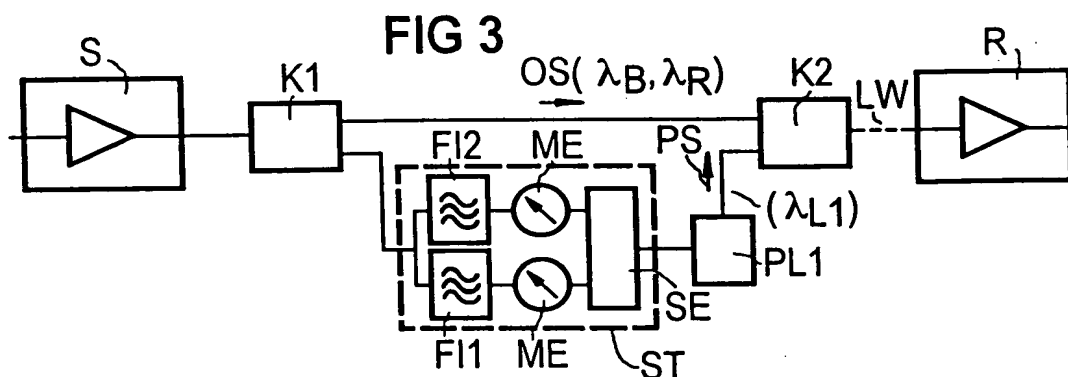 FIG 3
S
K1
OS( λB, λR)
K2
LW
R
PS
FI2
ME
(λL1)
PL1
SE
FI1
ME
ST